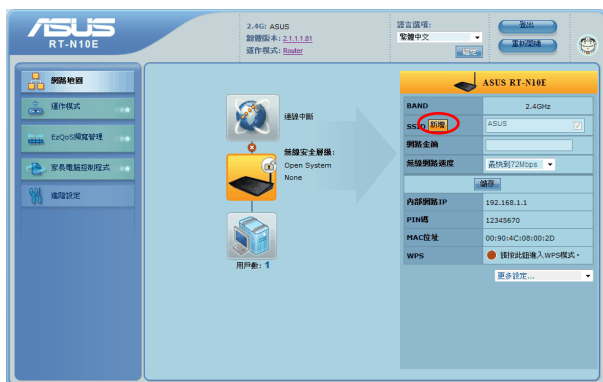 ASUS
RT-N10E
2.4G: ASUS
韌體版本: 2.1.1.1.81
運作模式: Router
語言選項:
繁體中文
登出
重新開機
網路地圖
運作模式
EzQoS頻寬管理
家長電腦控制程式
進階設定
連線中斷
無線安全層級:
Open System
None
用戶數: 1
ASUS RT-N10E
BAND 2.4GHz
SSID 新增 ASUS
網路金鑰
無線網路速度 最快到72Mbps
儲存
內部網路IP 192.168.1.1
PIN碼 12345670
MAC位址 00:90:4C:08:00:2D
WPS 請按此鈕進入WPS模式。
更多設定...